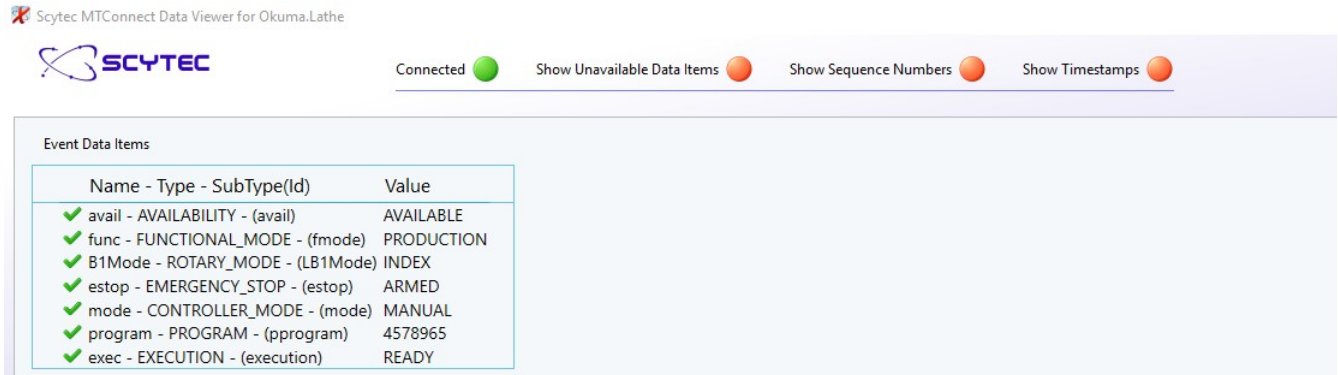 Scytec MTConnect Data Viewer for Okuma.Lathe
SCYTEC
Connected Show Unavailable Data Items Show Sequence Numbers Show Timestamps
Event Data Items
Name - Type - SubType(Id) Value
avail - AVAILABILITY - (avail) AVAILABLE
func - FUNCTIONAL_MODE - (fmode) PRODUCTION
B1Mode - ROTARY_MODE - (LB1Mode) INDEX
estop - EMERGENCY_STOP - (estop) ARMED
mode - CONTROLLER_MODE - (mode) MANUAL
program - PROGRAM - (pprogram) 4578965
exec - EXECUTION - (execution) READY